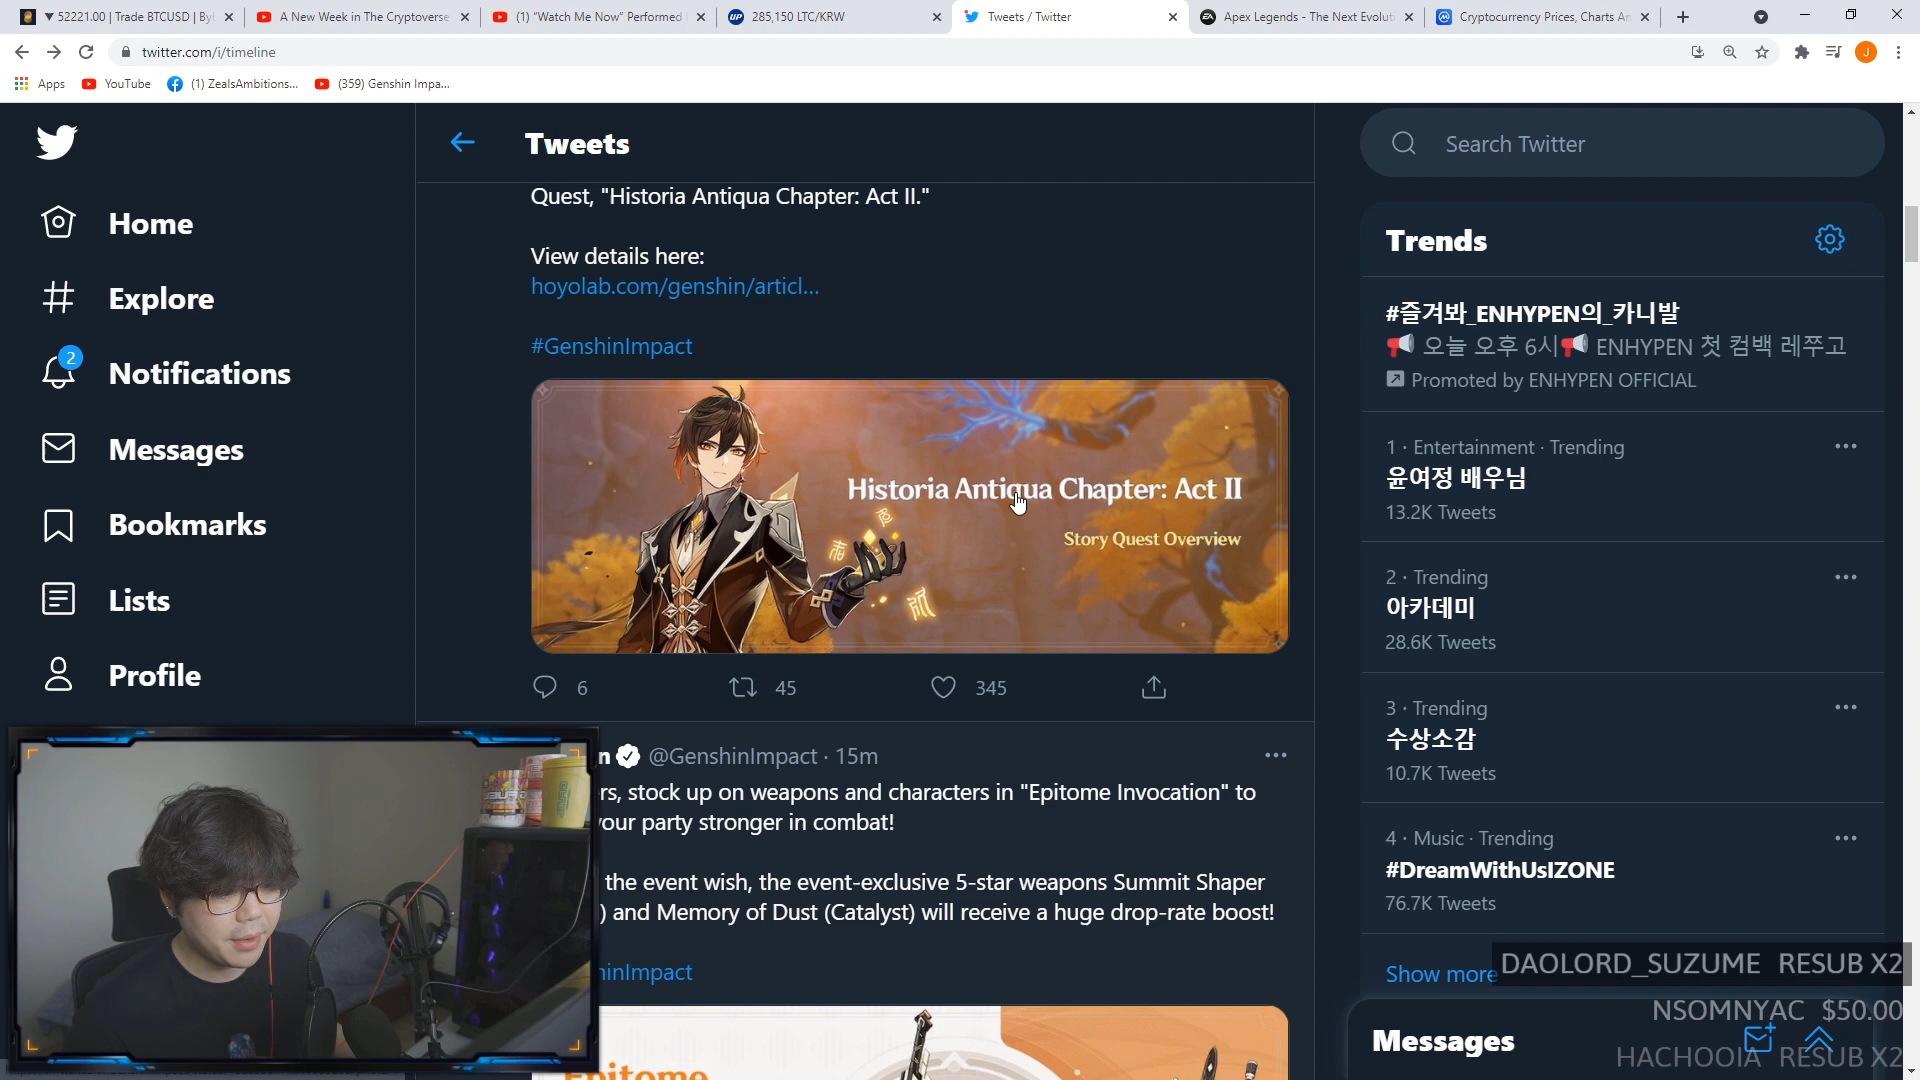 ▼ 52221.00 | Trade BTCUSD | By
A New Week in The Cryptoverse
(1) "Watch Me Now" Performed
UP
285,150 LTC/KRW
Tweets / Twitter
Apex Legends - The Next Evolut
Cryptocurrency Prices, Charts An
twitter.com/i/timeline
J
Apps
YouTube
(1) ZealsAmbitions...
(359) Genshin Impa...
Tweets
Search Twitter
Home
Explore
2
Notifications
Messages
Bookmarks
Lists
Profile
Quest, "Historia Antiqua Chapter: Act II."
View details here:
hoyolab.com/genshin/articl...
#GenshinImpact
Historia Antiqua Chapter: Act II
Story Quest Overview
6
45
345
n @GenshinImpact · 15m
rs, stock up on weapons and characters in "Epitome Invocation" to
your party stronger in combat!
the event wish, the event-exclusive 5-star weapons Summit Shaper
) and Memory of Dust (Catalyst) will receive a huge drop-rate boost!
hinImpact
Epitome
Trends
#즐겨봐_ENHYPEN의_카니발
오늘 오후 6시 ENHYPEN 첫 컴백 레쭈고
Promoted by ENHYPEN OFFICIAL
1 · Entertainment · Trending
윤여정 배우님
13.2K Tweets
2 · Trending
아카데미
28.6K Tweets
3 · Trending
수상소감
10.7K Tweets
4 · Music · Trending
#DreamWithUsIZONE
76.7K Tweets
Show more
DAOLORD_SUZUME RESUB X2
NSOMNYAC $50.00
Messages
HACHOOIA RESUB X2